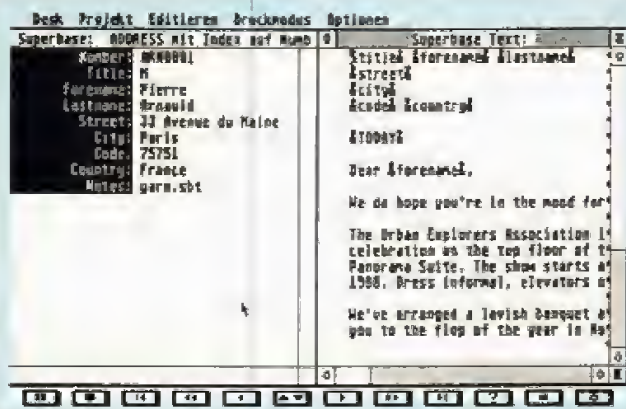 Desk Projekt Editieren Druckmodus Optionen
Superbase: ADDRESS mit Index auf Numb
Number: ARN0001
Title: M
Forename: Pierre
Lastname: Arnauld
Street: 33 Avenue du Maine
City: Paris
Code: 75751
Country: France
Notes: parn.sbt
Superbase Text:
&title& &forename& &lastname&
&street&
&city&
&code& &country&
&TODAY&
Dear &forename&,
We do hope you're in the mood for
The Urban Explorers Association i
celebration on the top floor of t
Panorama Suite. The show starts a
1988. Dress informal, elevators a
We've arranged a lavish banquet a
you to the flop of the year in